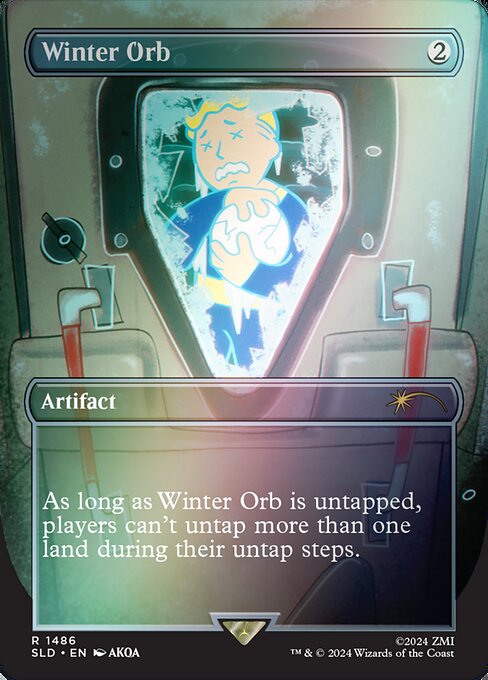 Winter Orb 2
Artifact
As long as Winter Orb is untapped,
players can't untap more than one
land during their untap steps.
R 1486
SLD • EN AKQA
©2024 ZMI
™ & © 2024 Wizards of the Coast